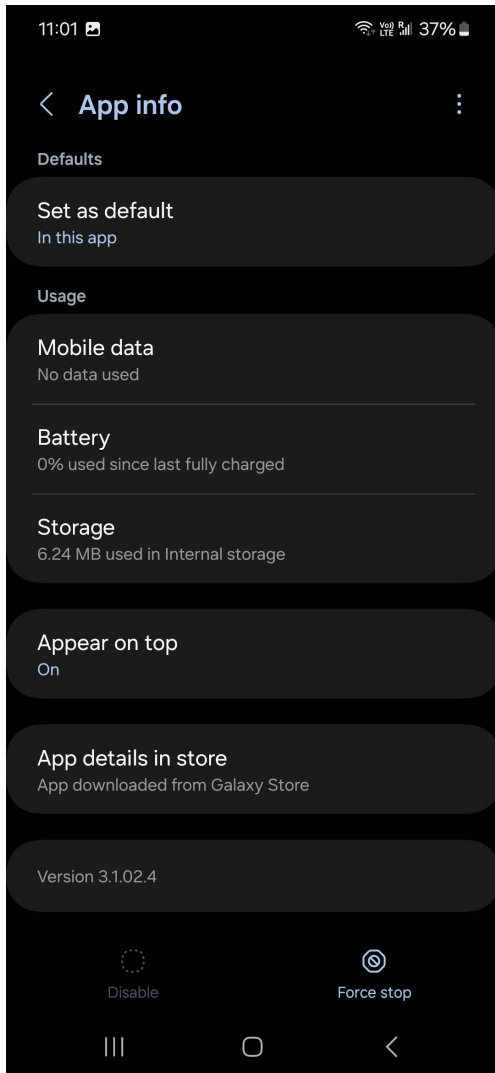 11:01
Vo)) LTE R 37%
App info
Defaults
Set as default
In this app
Usage
Mobile data
No data used
Battery
0% used since last fully charged
Storage
6.24 MB used in Internal storage
Appear on top
On
App details in store
App downloaded from Galaxy Store
Version 3.1.02.4
Disable
Force stop